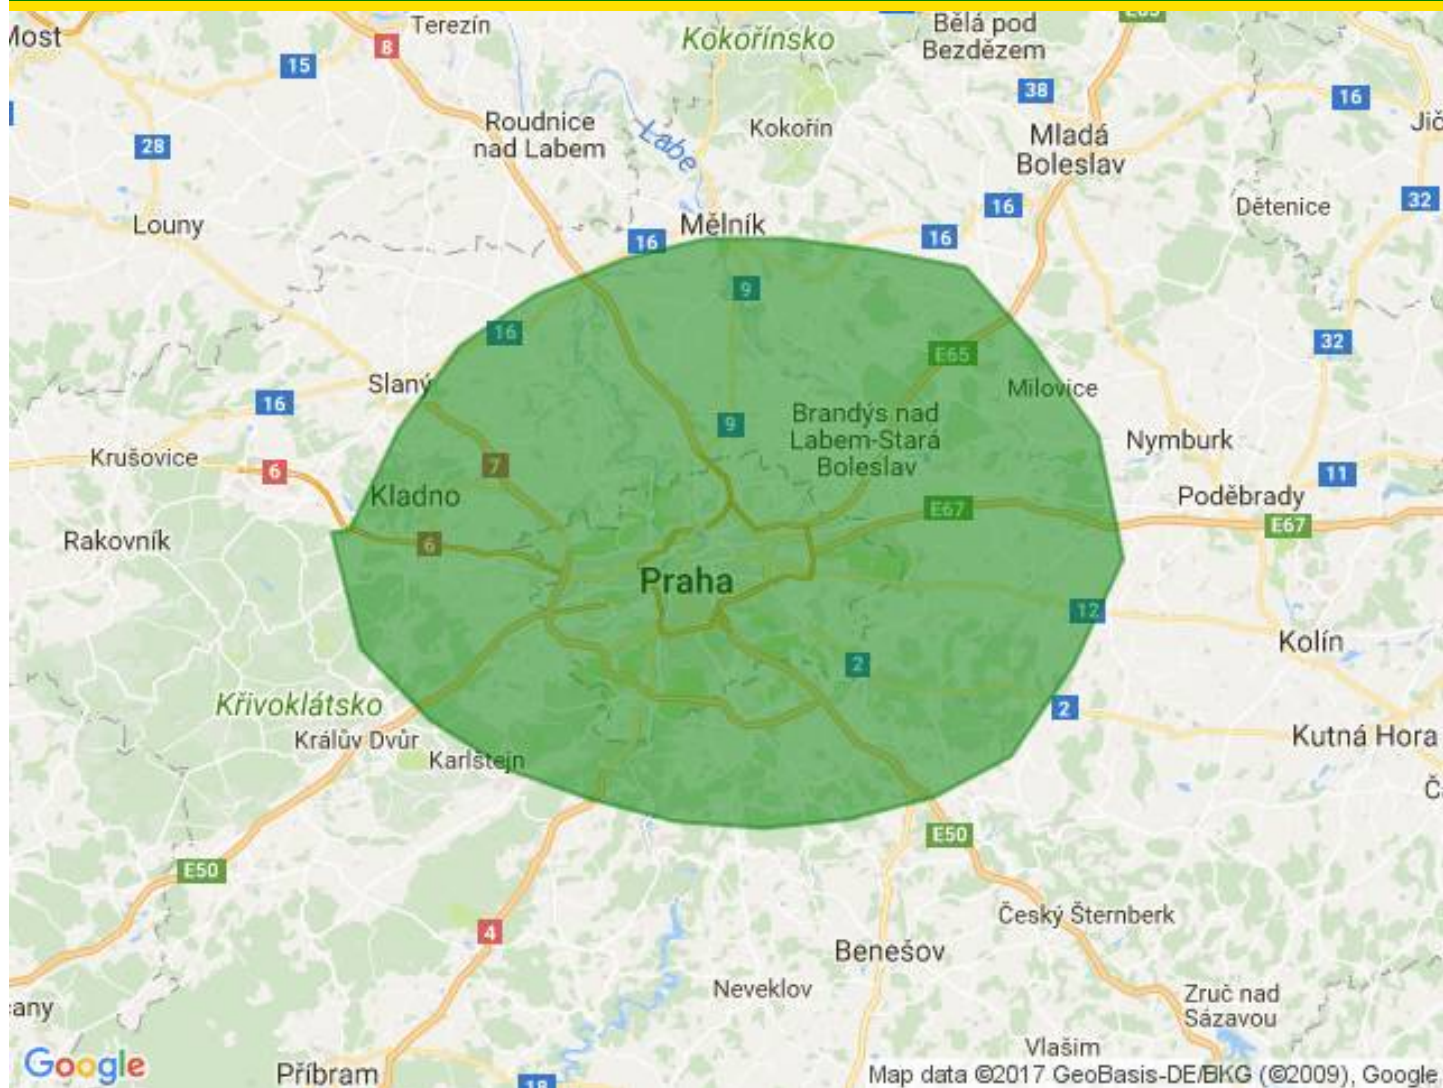 Most
Terezín
8
15
Kokořínsko
Bělá pod
Bezdězem
38
16
Roudnice
nad Labem
Labe
Kokořín
Mladá
Boleslav
Jič
28
Louny
16
Mělník
16
16
Dětenice
32
9
16
E65
32
Slaný
16
Milovice
9
Brandýs nad
Labem-Stará
Boleslav
Nymburk
Krušovice
6
7
11
Kladno
E67
Poděbrady
E67
Rakovník
6
Praha
12
Kolín
2
Křivoklátsko
2
Králův Dvůr
Karlštejn
Kutná Hora
Č
E50
E50
4
Český Šternberk
Benešov
Neveklov
Zruč nad
Sázavou
any
Vlašim
Google
Příbram
18
Map data ©2017 GeoBasis-DE/BKG (©2009), Google